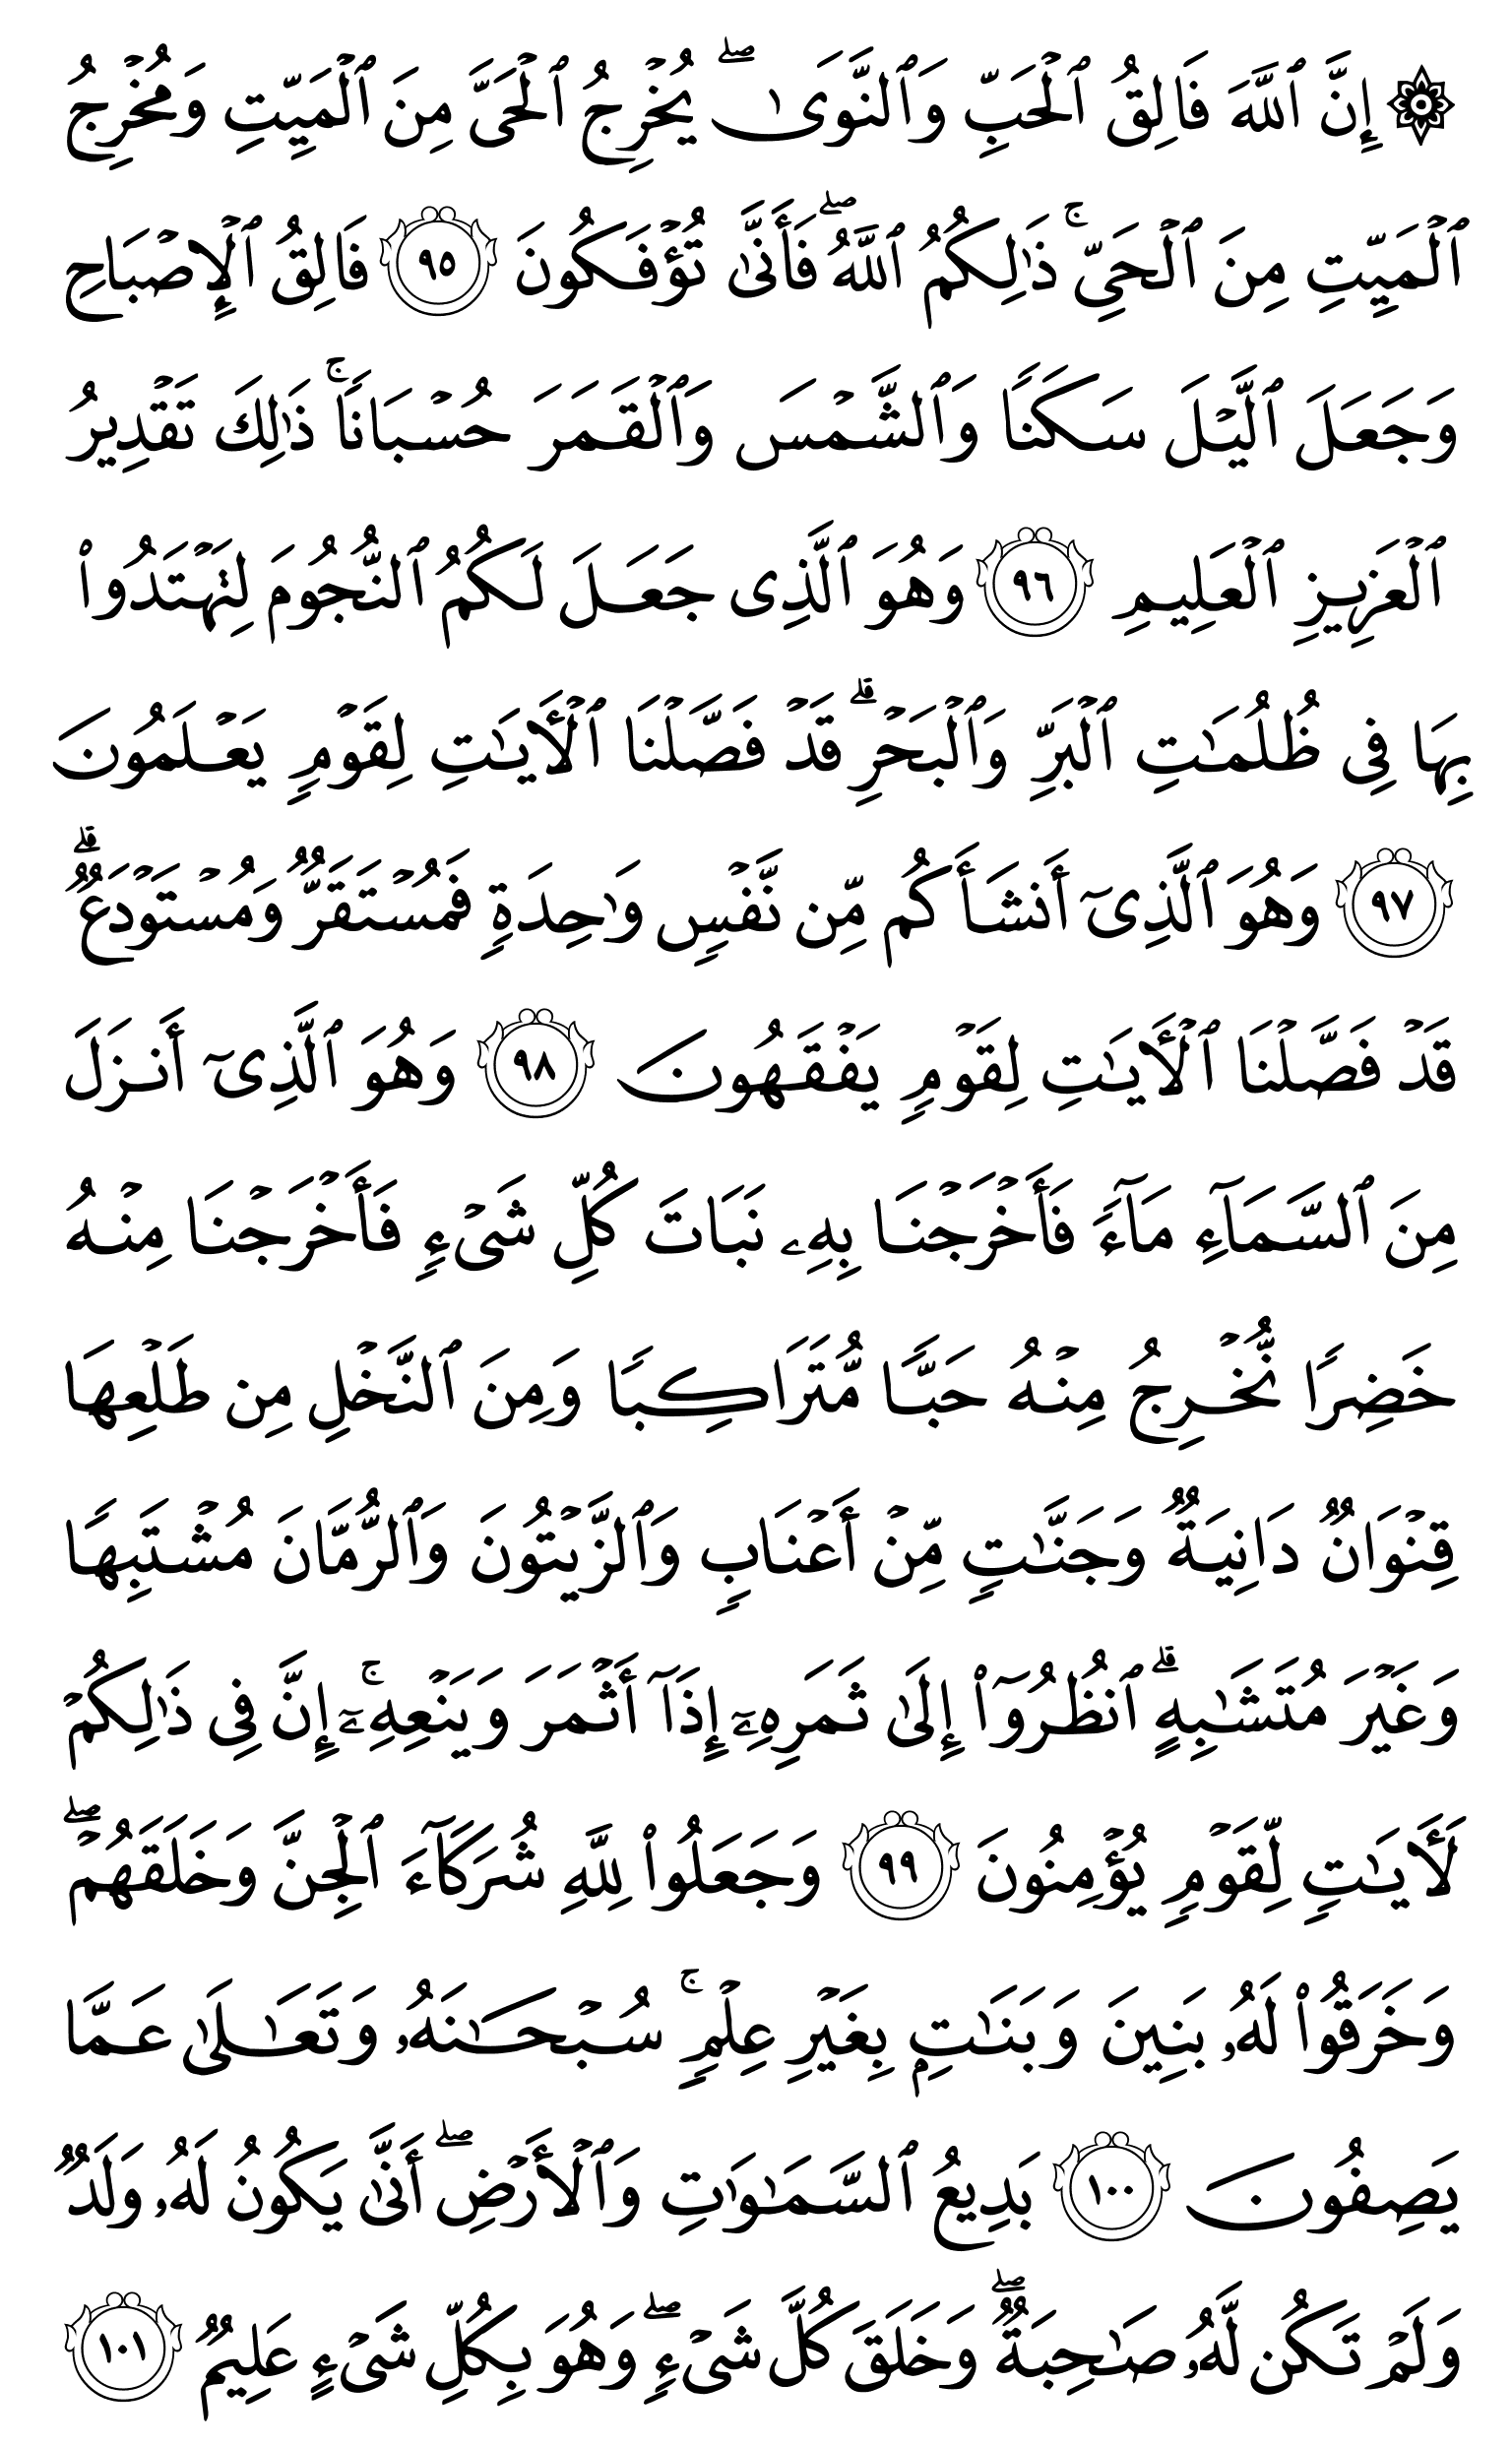 ۞ إِنَّ ٱللَّهَ فَالِقُ ٱلْحَبِّ وَٱلنَّوَىٰ ۖ يُخْرِجُ ٱلْحَىَّ مِنَ ٱلْمَيِّتِ وَمُخْرِجُ
ٱلْمَيِّتِ مِنَ ٱلْحَىِّ ۚ ذَٰلِكُمُ ٱللَّهُ ۖ فَأَنَّىٰ تُؤْفَكُونَ ٩٥ فَالِقُ ٱلْإِصْبَاحِ
وَجَعَلَ ٱلَّيْلَ سَكَنًا وَٱلشَّمْسَ وَٱلْقَمَرَ حُسْبَانًا ۚ ذَٰلِكَ تَقْدِيرُ
ٱلْعَزِيزِ ٱلْعَلِيمِ ٩٦ وَهُوَ ٱلَّذِى جَعَلَ لَكُمُ ٱلنُّجُومَ لِتَهْتَدُوا۟
بِهَا فِى ظُلُمَـٰتِ ٱلْبَرِّ وَٱلْبَحْرِ ۗ قَدْ فَصَّلْنَا ٱلْـَٔايَـٰتِ لِقَوْمٍ يَعْلَمُونَ
٩٧ وَهُوَ ٱلَّذِىٓ أَنشَأَكُم مِّن نَّفْسٍ وَٰحِدَةٍ فَمُسْتَقَرٌّ وَمُسْتَوْدَعٌ ۗ
قَدْ فَصَّلْنَا ٱلْـَٔايَـٰتِ لِقَوْمٍ يَفْقَهُونَ ٩٨ وَهُوَ ٱلَّذِىٓ أَنزَلَ
مِنَ ٱلسَّمَآءِ مَآءً فَأَخْرَجْنَا بِهِۦ نَبَاتَ كُلِّ شَىْءٍ فَأَخْرَجْنَا مِنْهُ
خَضِرًا نُّخْرِجُ مِنْهُ حَبًّا مُّتَرَاكِبًا وَمِنَ ٱلنَّخْلِ مِن طَلْعِهَا
قِنْوَانٌ دَانِيَةٌ وَجَنَّـٰتٍ مِّنْ أَعْنَابٍ وَٱلزَّيْتُونَ وَٱلرُّمَّانَ مُشْتَبِهًا
وَغَيْرَ مُتَشَـٰبِهٍ ۗ ٱنظُرُوٓا۟ إِلَىٰ ثَمَرِهِۦٓ إِذَآ أَثْمَرَ وَيَنْعِهِۦٓ ۚ إِنَّ فِى ذَٰلِكُمْ
لَـَٔايَـٰتٍ لِّقَوْمٍ يُؤْمِنُونَ ٩٩ وَجَعَلُوا۟ لِلَّهِ شُرَكَآءَ ٱلْجِنَّ وَخَلَقَهُمْ ۖ
وَخَرَقُوا۟ لَهُۥ بَنِينَ وَبَنَـٰتٍۭ بِغَيْرِ عِلْمٍ ۚ سُبْحَـٰنَهُۥ وَتَعَـٰلَىٰ عَمَّا
يَصِفُونَ ١٠٠ بَدِيعُ ٱلسَّمَـٰوَٰتِ وَٱلْأَرْضِ ۖ أَنَّىٰ يَكُونُ لَهُۥ وَلَدٌ
وَلَمْ تَكُن لَّهُۥ صَـٰحِبَةٌ ۖ وَخَلَقَ كُلَّ شَىْءٍ ۖ وَهُوَ بِكُلِّ شَىْءٍ عَلِيمٌ ١٠١